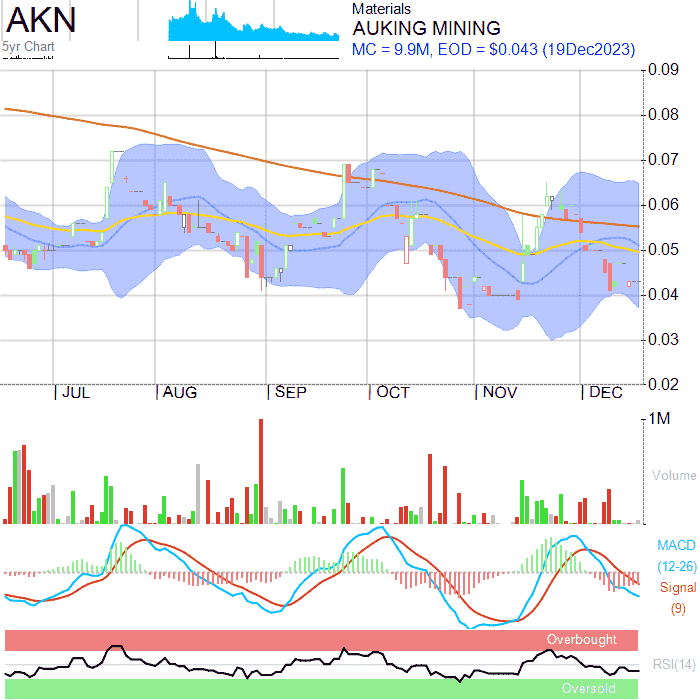 AKN
5yr Chart
Materials
AUKING MINING
MC = 9.9M, EOD = $0.043 (19Dec2023)
0.09
0.08
0.07
0.06
0.05
0.04
0.03
0.02
JUL AUG SEP OCT NOV DEC
1M
Volume
MACD
(12-26)
Signal
(9)
Overbought
RSI(14)
Oversold